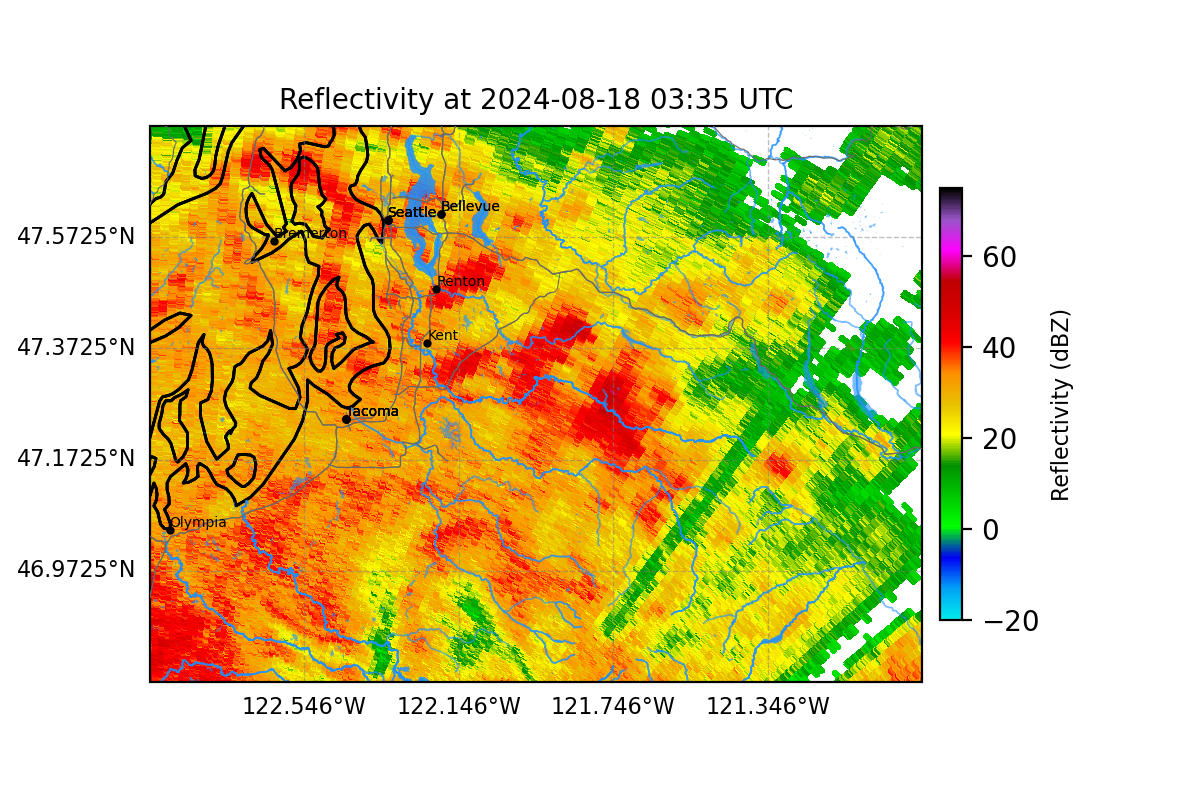 Reflectivity at 2024-08-18 03:35 UTC
47.5725°N
47.3725°N
47.1725°N
46.9725°N
Seattle
Bellevue
Bremerton
Renton
Kent
Tacoma
Olympia
122.546°W
122.146°W
121.746°W
121.346°W
60
40
20
0
−20
Reflectivity (dBZ)